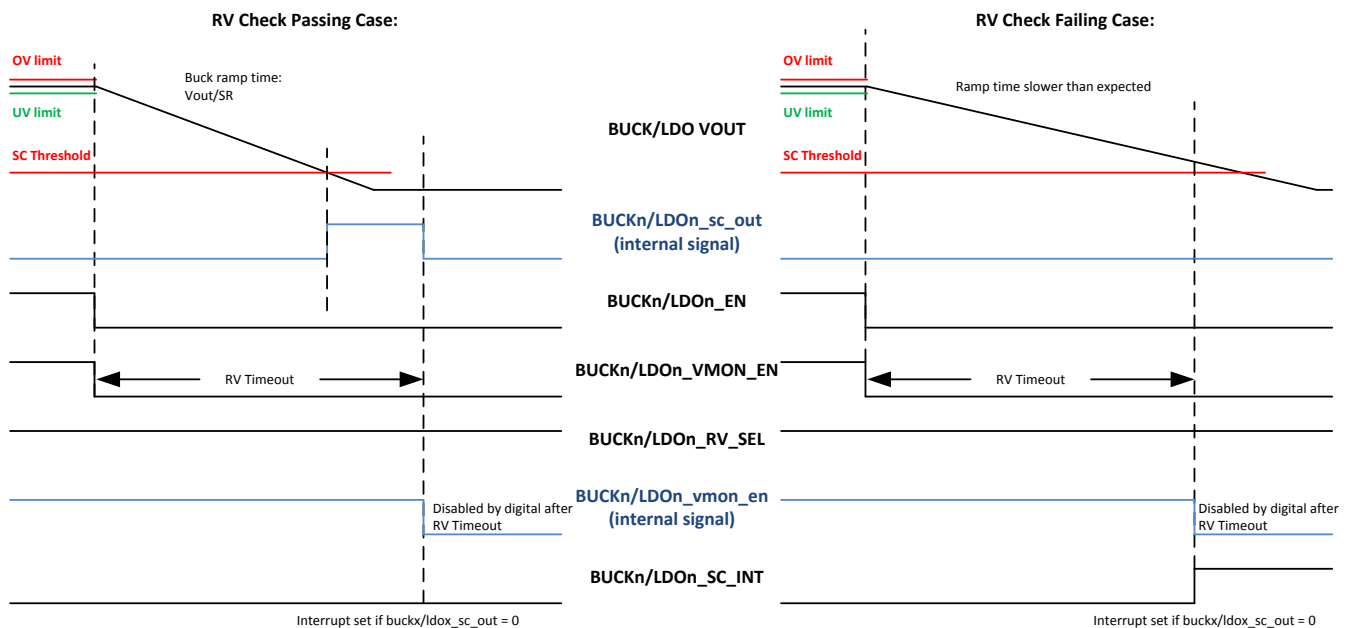 RV Check Passing Case:
RV Check Failing Case:
OV limit
UV limit
SC Threshold
Buck ramp time:
Vout/SR
BUCK/LDO VOUT
OV limit
UV limit
SC Threshold
Ramp time slower than expected
BUCKn/LDOn_sc_out
(internal signal)
BUCKn/LDOn_EN
RV Timeout
BUCKn/LDOn_VMON_EN
RV Timeout
BUCKn/LDOn_RV_SEL
BUCKn/LDOn_vmon_en
(internal signal)
Disabled by digital after
RV Timeout
Disabled by digital after
RV Timeout
BUCKn/LDOn_SC_INT
Interrupt set if buckx/ldox_sc_out = 0
Interrupt set if buckx/ldox_sc_out = 0